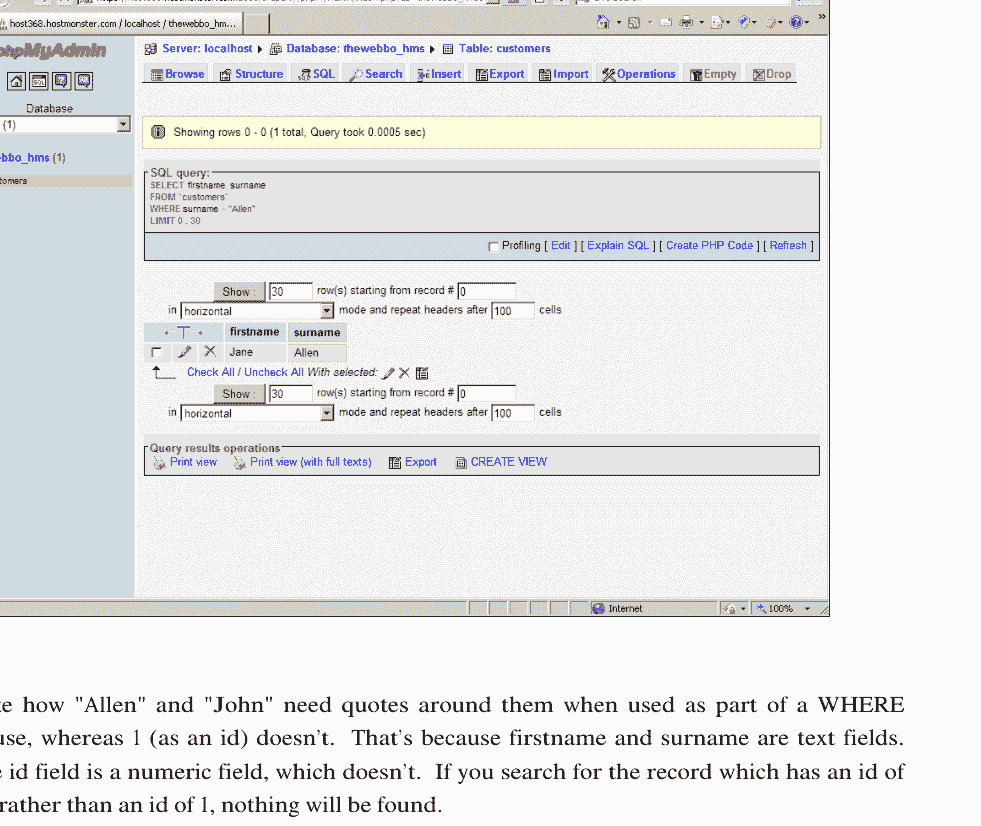 host368.hostmonster.com / localhost / thewebbo_hm...
phpMyAdmin
Server: localhost Database: thewebbo_hms Table: customers
Browse Structure SQL Search Insert Export Import Operations Empty Drop
Database
(1)
bbo_hms (1)
tomers
Showing rows 0 - 0 (1 total, Query took 0.0005 sec)
SQL query:
SELECT firstname, surname
FROM `customers`
WHERE surname = "Allen"
LIMIT 0 , 30
Profiling [ Edit ] [ Explain SQL ] [ Create PHP Code ] [ Refresh ]
Show : 30 row(s) starting from record # 0
in horizontal mode and repeat headers after 100 cells
firstname surname
Jane Allen
Check All / Uncheck All With selected:
Show : 30 row(s) starting from record # 0
in horizontal mode and repeat headers after 100 cells
Query results operations
Print view Print view (with full texts) Export CREATE VIEW
Internet 100%
te how "Allen" and "John" need quotes around them when used as part of a WHERE
use, whereas 1 (as an id) doesn't. That's because firstname and surname are text fields.
e id field is a numeric field, which doesn't. If you search for the record which has an id of
rather than an id of 1, nothing will be found.